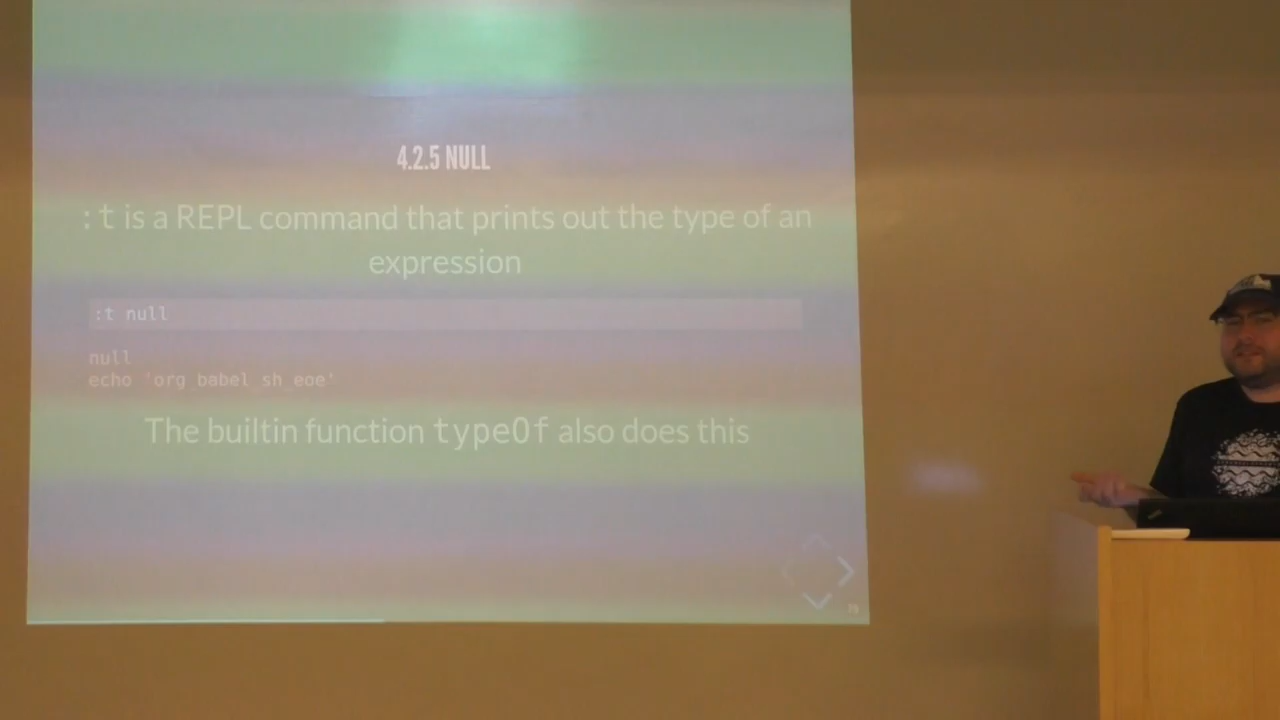 4.2.5 NULL
:t is a REPL command that prints out the type of an
expression
:t null
null
echo 'org_babel_sh_eoe'
The builtin function typeOf also does this